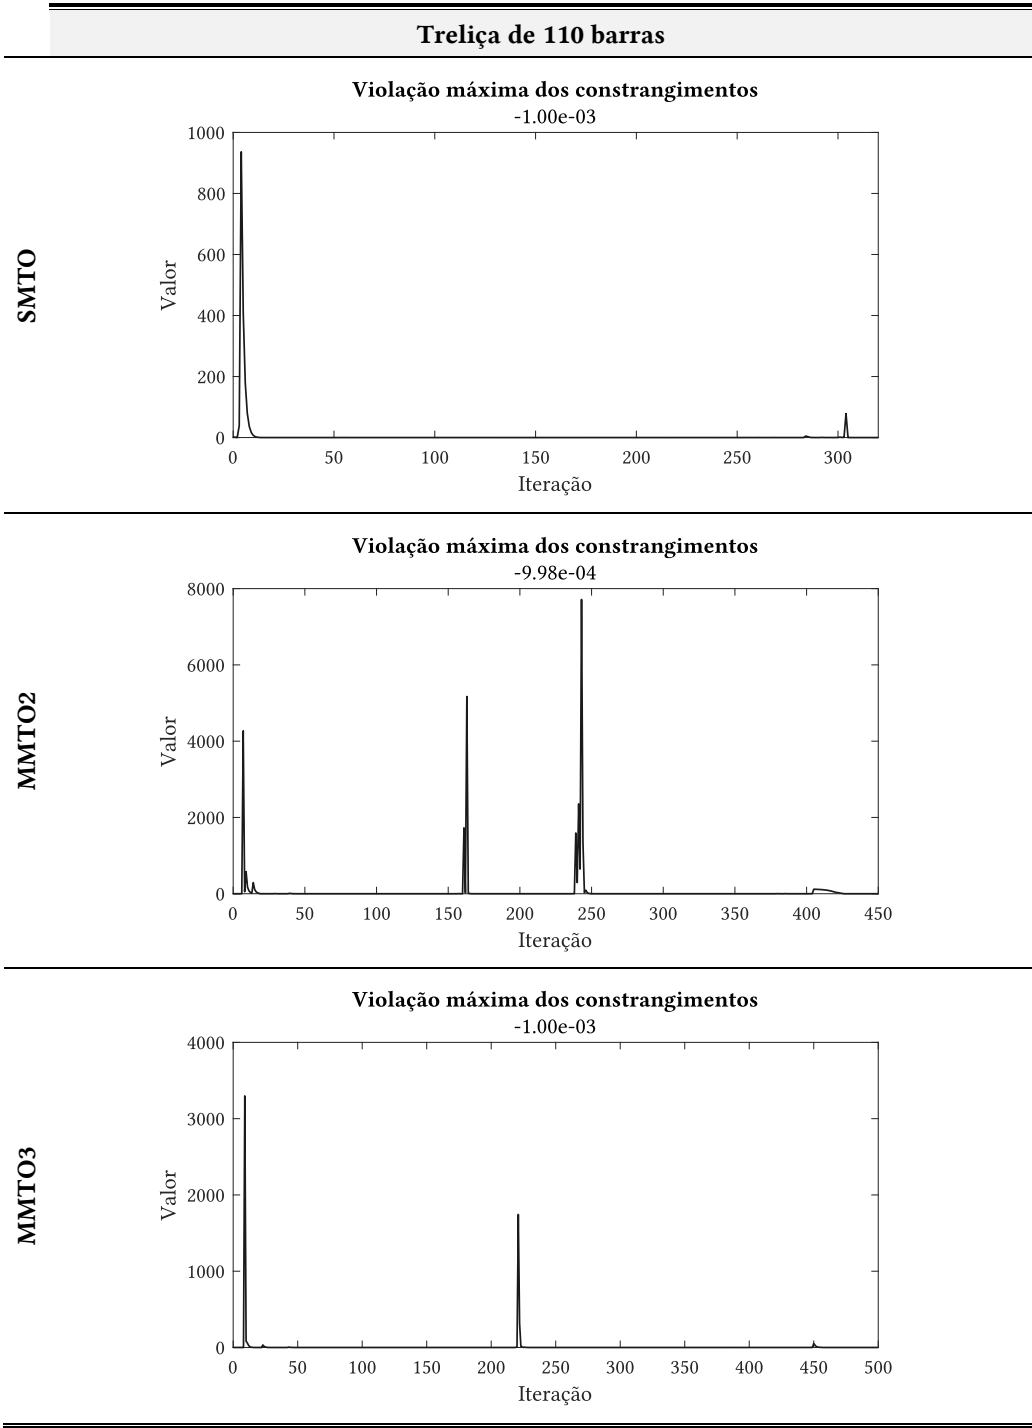 Treliça de 110 barras
SMTO
Violação máxima dos constrangimentos
-1.00e-03
Valor
1000
800
600
400
200
0
0 50 100 150 200 250 300
Iteração
MMTO2
Violação máxima dos constrangimentos
-9.98e-04
Valor
8000
6000
4000
2000
0
0 50 100 150 200 250 300 350 400 450
Iteração
MMTO3
Violação máxima dos constrangimentos
-1.00e-03
Valor
4000
3000
2000
1000
0
0 50 100 150 200 250 300 350 400 450 500
Iteração